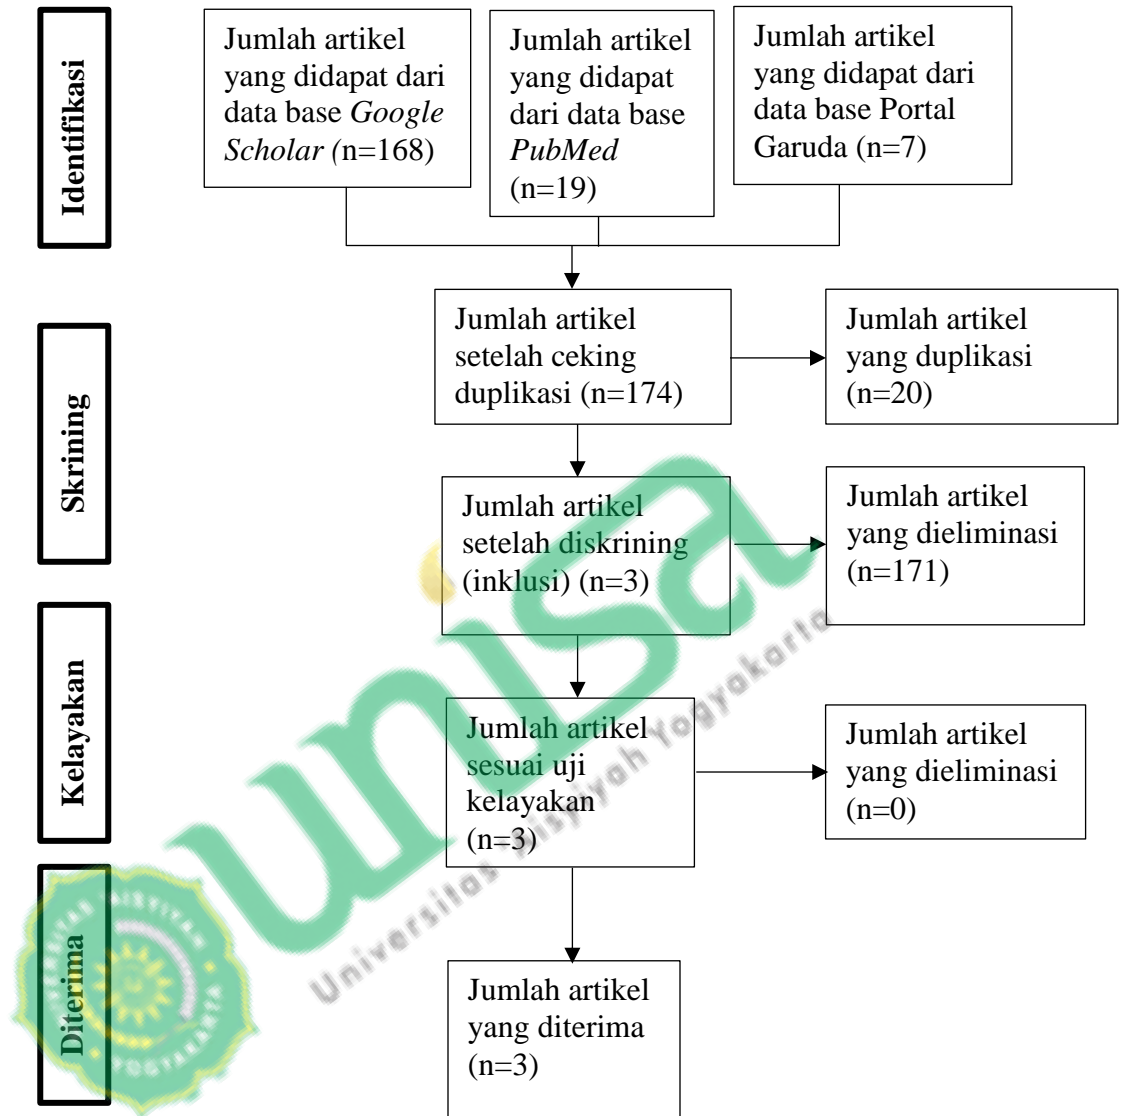 Identifikasi
Jumlah artikel
yang didapat dari
data base Google
Scholar (n=168)
Jumlah artikel
yang didapat
dari data base
PubMed
(n=19)
Jumlah artikel
yang didapat dari
data base Portal
Garuda (n=7)
Skrining
Jumlah artikel
setelah ceking
duplikasi (n=174)
Jumlah artikel
yang duplikasi
(n=20)
Jumlah artikel
setelah diskrining
(inklusi) (n=3)
Jumlah artikel
yang dieliminasi
(n=171)
Kelayakan
Jumlah artikel
sesuai uji
kelayakan
(n=3)
Jumlah artikel
yang dieliminasi
(n=0)
Diterima
Jumlah artikel
yang diterima
(n=3)
unisa
Universitas 'Aisyiyah Yogyakarta
UNIVERSITAS 'AISYIYAH
YOGYAKARTA